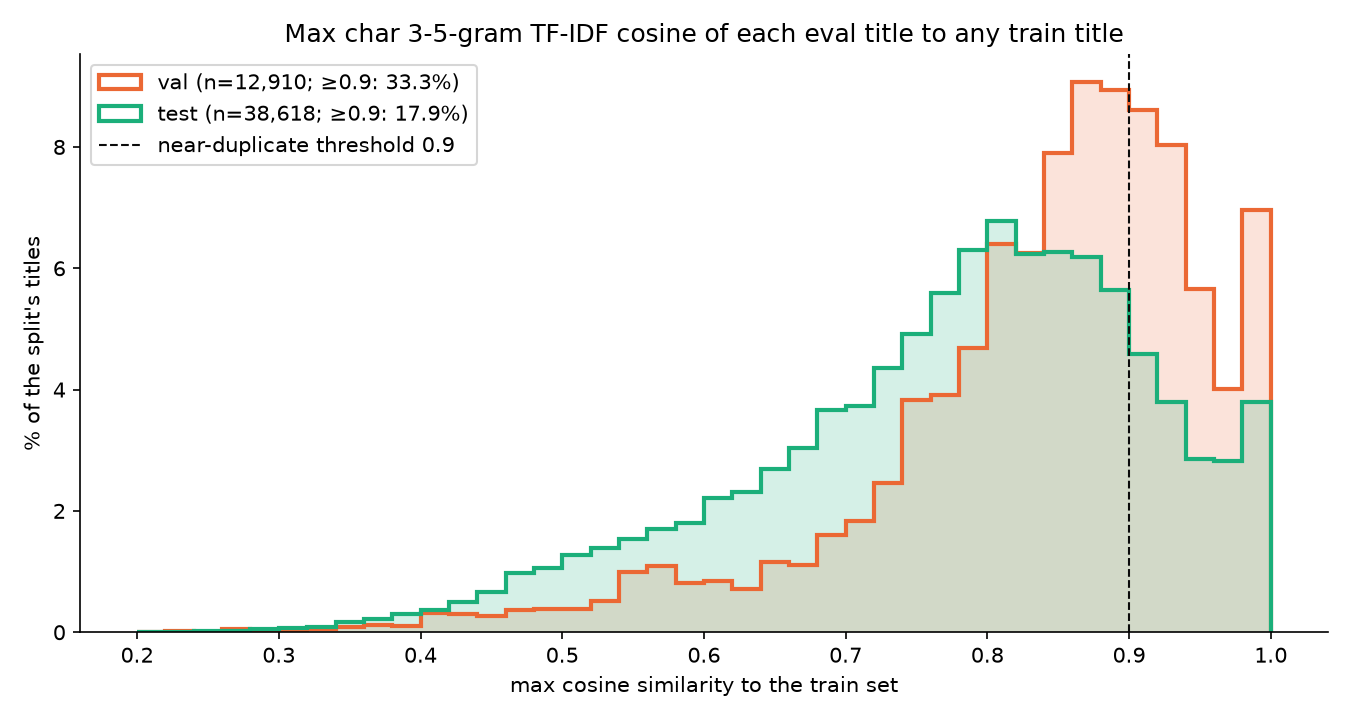 Max char 3-5-gram TF-IDF cosine of each eval title to any train title
val (n=12,910; ≥0.9: 33.3%)
test (n=38,618; ≥0.9: 17.9%)
near-duplicate threshold 0.9
% of the split's titles
8
6
4
2
0
0.2 0.3 0.4 0.5 0.6 0.7 0.8 0.9 1.0
max cosine similarity to the train set